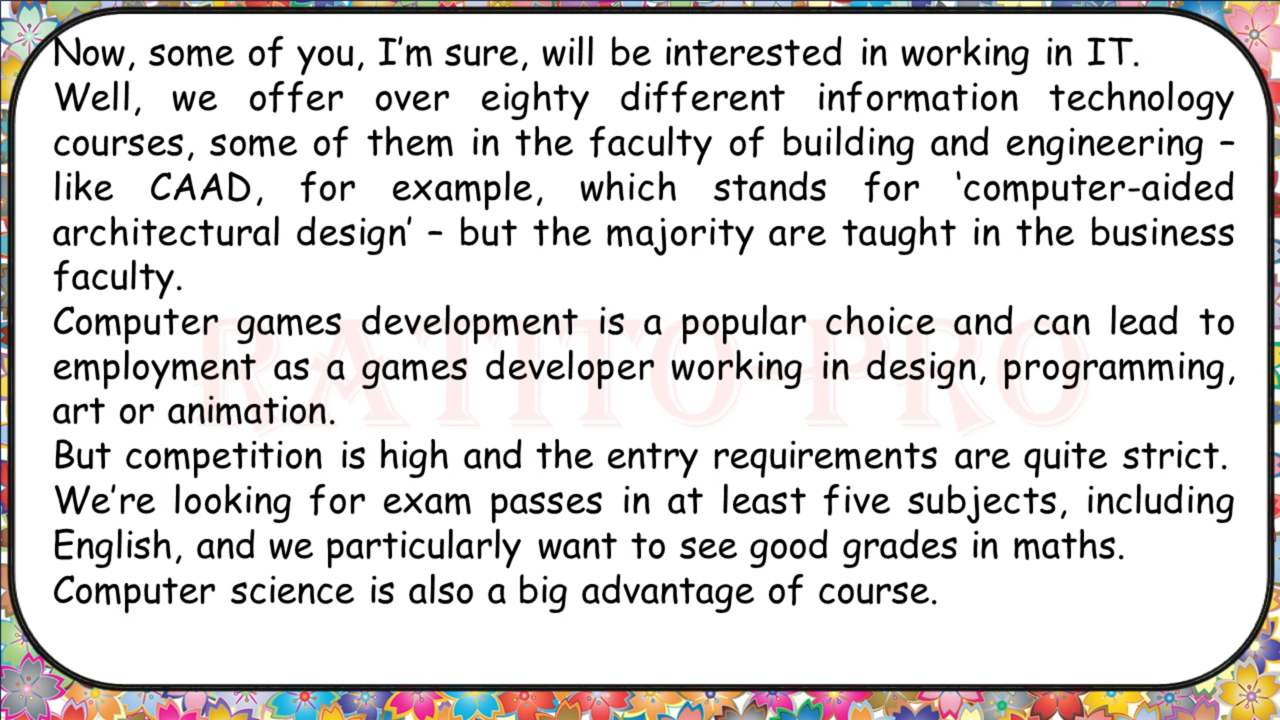 Now, some of you, I’m sure, will be interested in working in IT.
Well, we offer over eighty different information technology
courses, some of them in the faculty of building and engineering –
like CAAD, for example, which stands for ‘computer-aided
architectural design’ – but the majority are taught in the business
faculty.
Computer games development is a popular choice and can lead to
employment as a games developer working in design, programming,
art or animation.
But competition is high and the entry requirements are quite strict.
We’re looking for exam passes in at least five subjects, including
English, and we particularly want to see good grades in maths.
Computer science is also a big advantage of course.
RATITO PRO